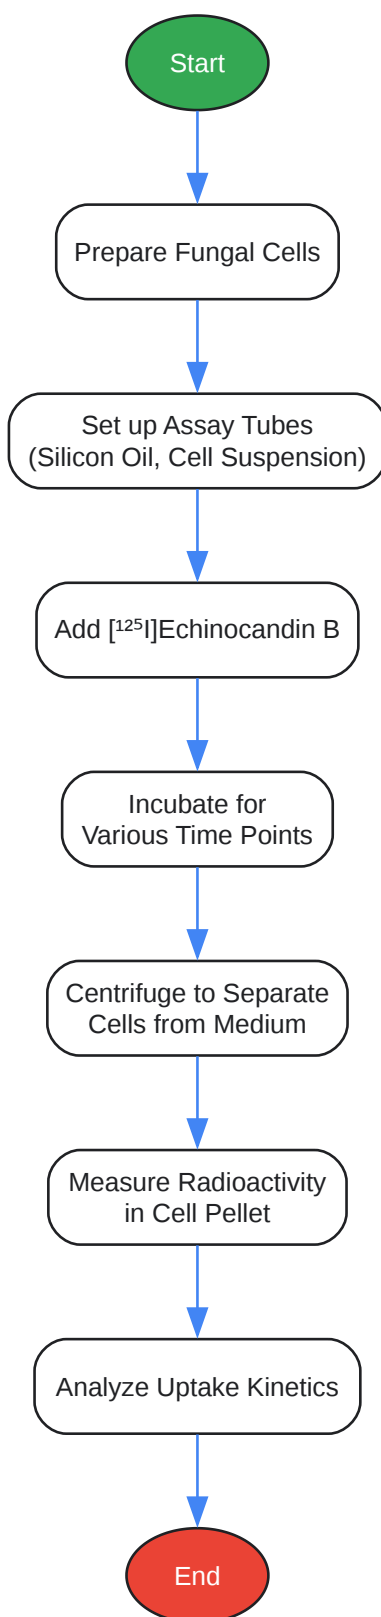 Start
Prepare Fungal Cells
Set up Assay Tubes
(Silicon Oil, Cell Suspension)
Add [¹²⁵I]Echinocandin B
Incubate for
Various Time Points
Centrifuge to Separate
Cells from Medium
Measure Radioactivity
in Cell Pellet
Analyze Uptake Kinetics
End